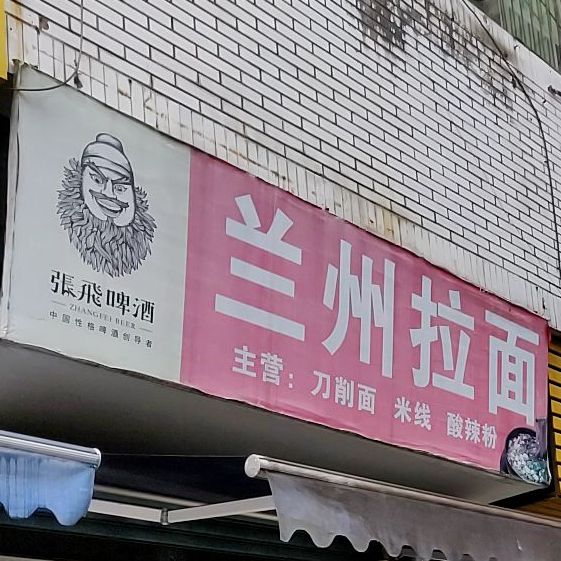 張飛啤酒
ZHANGFEI BEER
中国性格啤酒创导者
兰州拉面
主营：刀削面 米线 酸辣粉